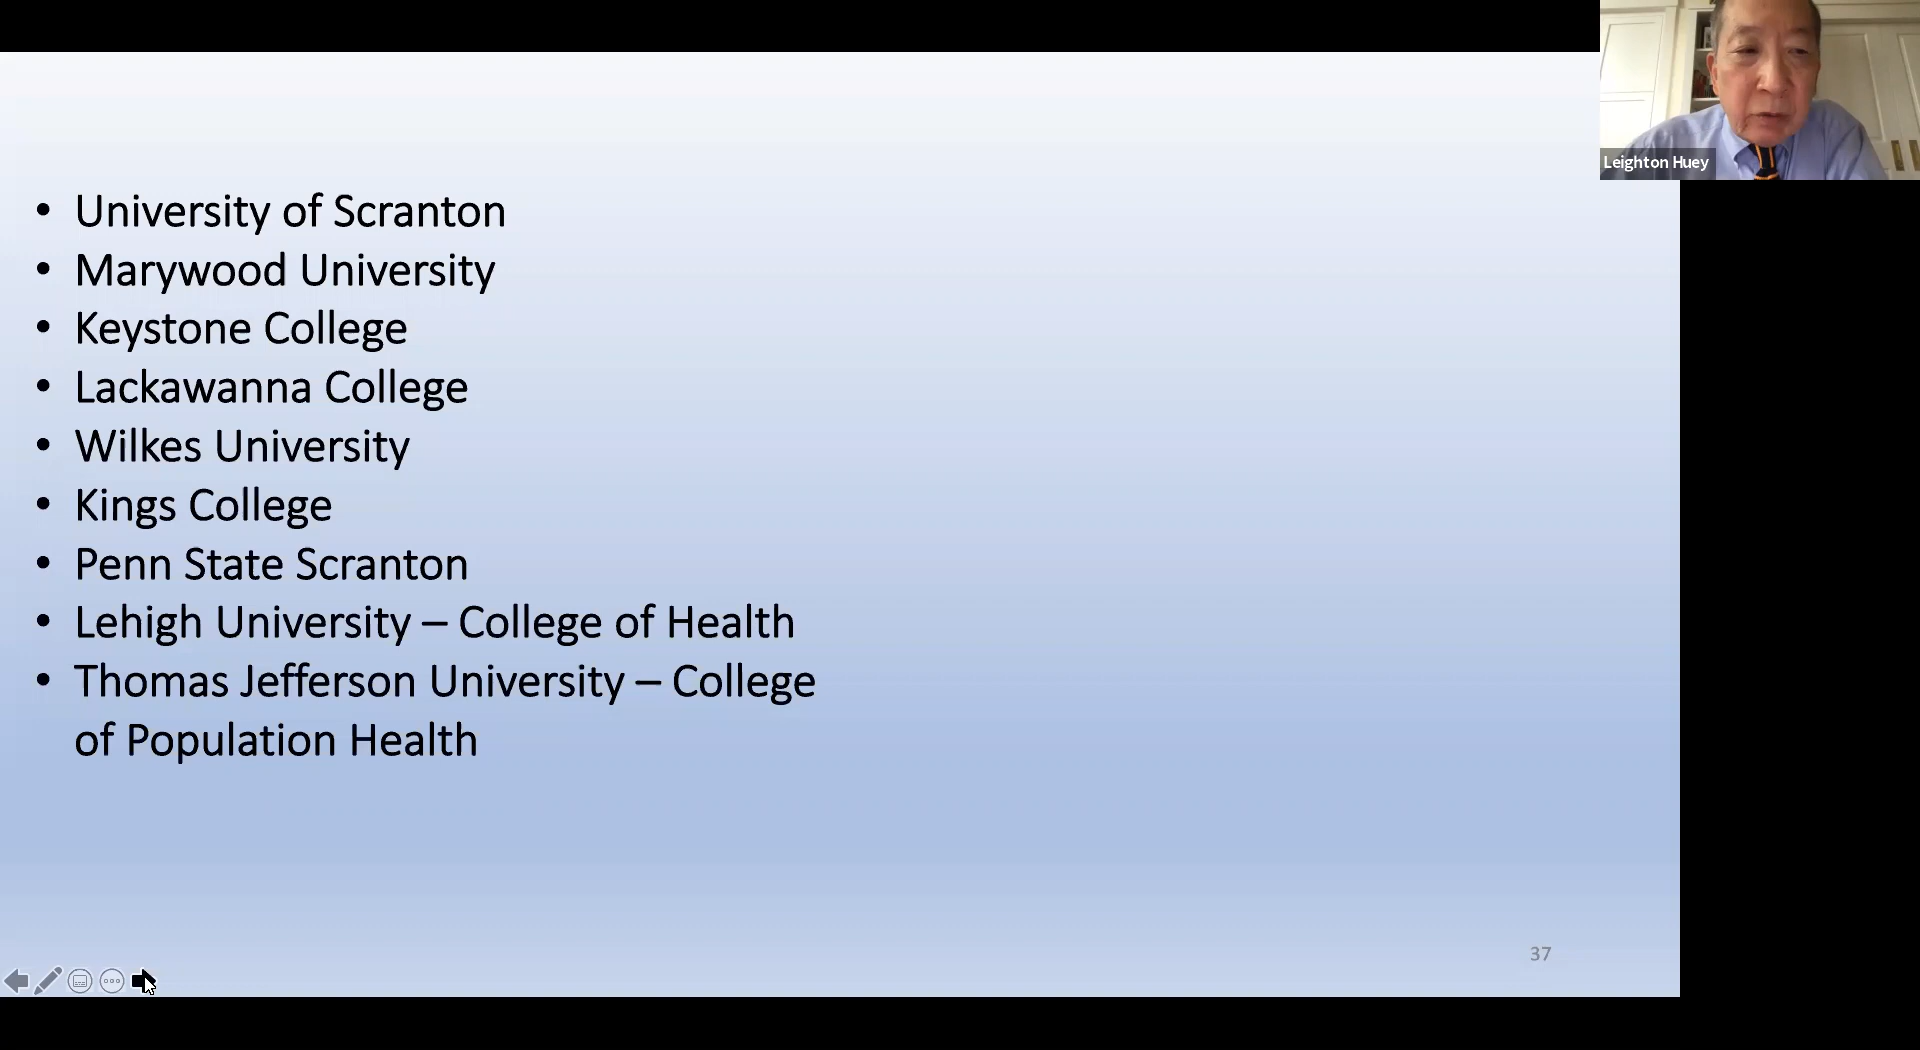 Leighton Huey
• University of Scranton
• Marywood University
• Keystone College
• Lackawanna College
• Wilkes University
• Kings College
• Penn State Scranton
• Lehigh University – College of Health
• Thomas Jefferson University – College
of Population Health
37